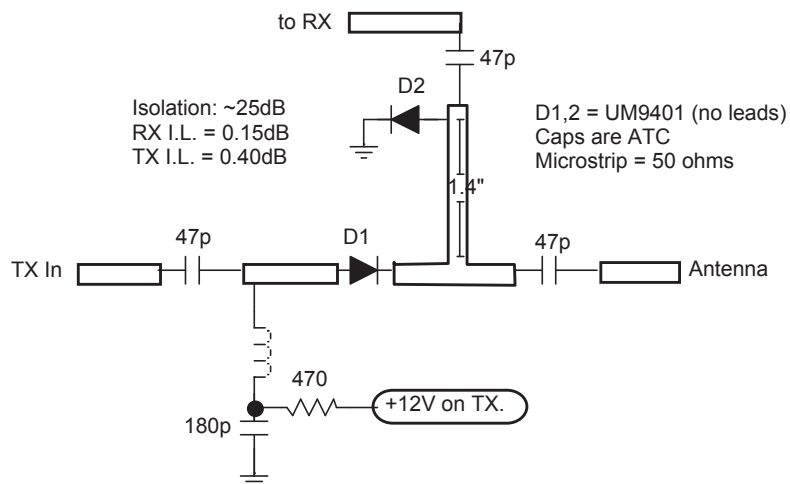 to RX
47p
D2
Isolation: ~25dB
RX I.L. = 0.15dB
TX I.L. = 0.40dB
D1,2 = UM9401 (no leads)
Caps are ATC
Microstrip = 50 ohms
1.4"
47p
D1
47p
TX In
Antenna
470
+12V on TX.
180p